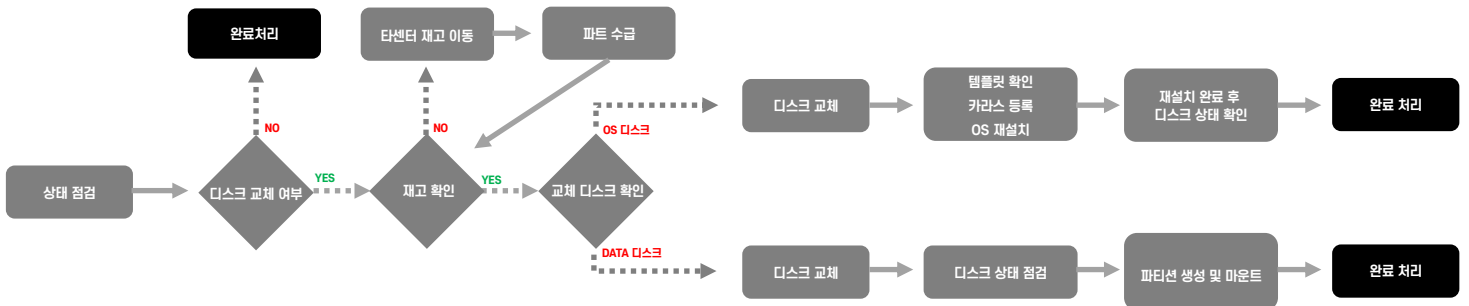 완료처리
타센터 재고 이동
파트 수급
NO
NO
상태 점검
디스크 교체 여부
YES
재고 확인
YES
교체 디스크 확인
OS 디스크
디스크 교체
템플릿 확인
카라스 등록
OS 재설치
재설치 완료 후
디스크 상태 확인
완료 처리
DATA 디스크
디스크 교체
디스크 상태 점검
파티션 생성 및 마운트
완료 처리